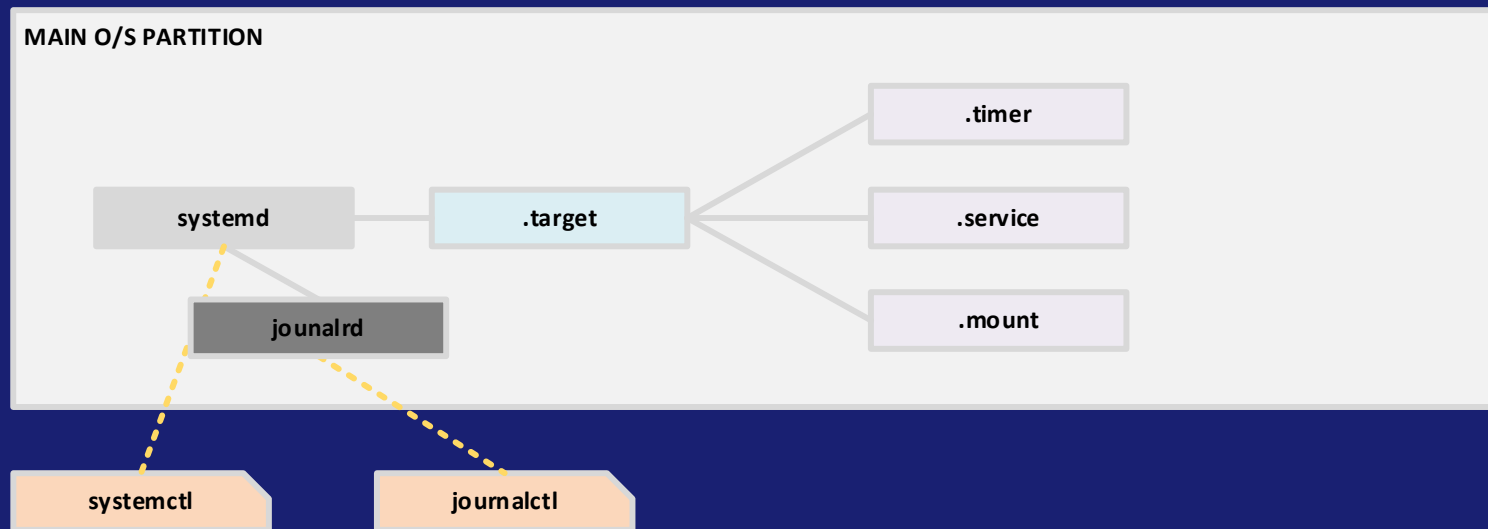 MAIN O/S PARTITION
.timer
systemd
.target
.service
jounalrd
.mount
systemctl
journalctl